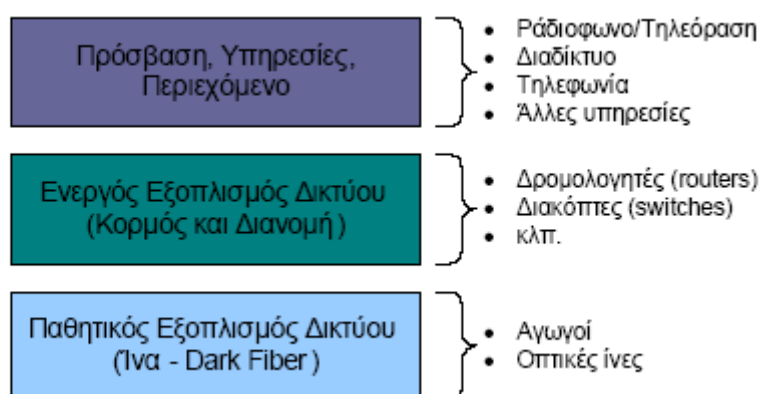 Πρόσβαση, Υπηρεσίες,
Περιεχόμενο
• Ράδιοφωνο/Τηλεόραση
• Διαδίκτυο
• Τηλεφωνία
• Άλλες υπηρεσίες
Ενεργός Εξοπλισμός Δικτύου
(Κορμός και Διανομή)
• Δρομολογητές (routers)
• Διακόπτες (switches)
• κλπ.
Παθητικός Εξοπλισμός Δικτύου
(Ίνα - Dark Fiber)
• Αγωγοί
• Οπτικές ίνες